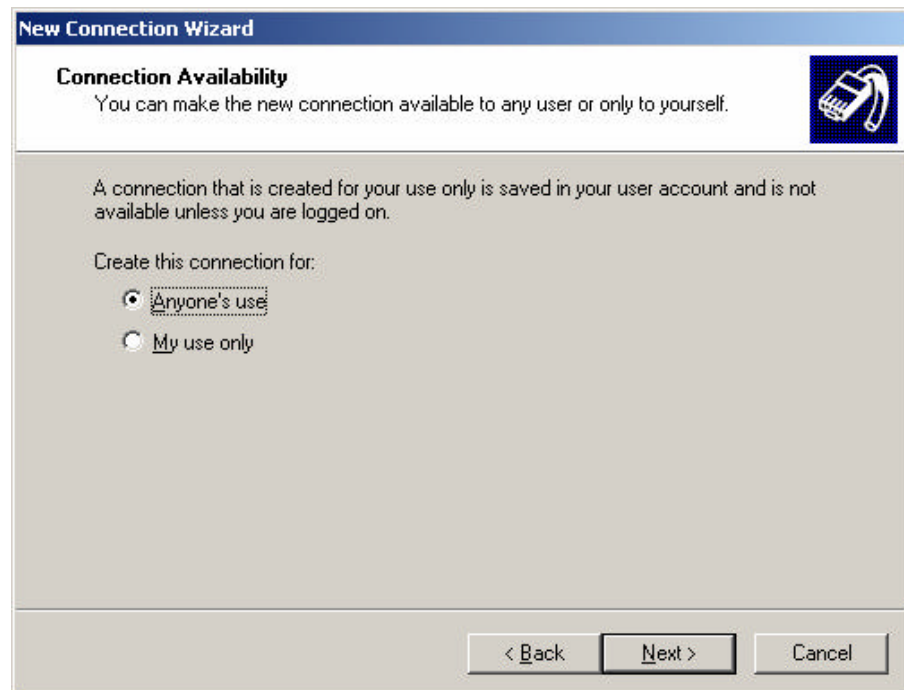 New Connection Wizard
Connection Availability
You can make the new connection available to any user or only to yourself.
A connection that is created for your use only is saved in your user account and is not
available unless you are logged on.
Create this connection for:
Anyone's use
My use only
< Back Next > Cancel